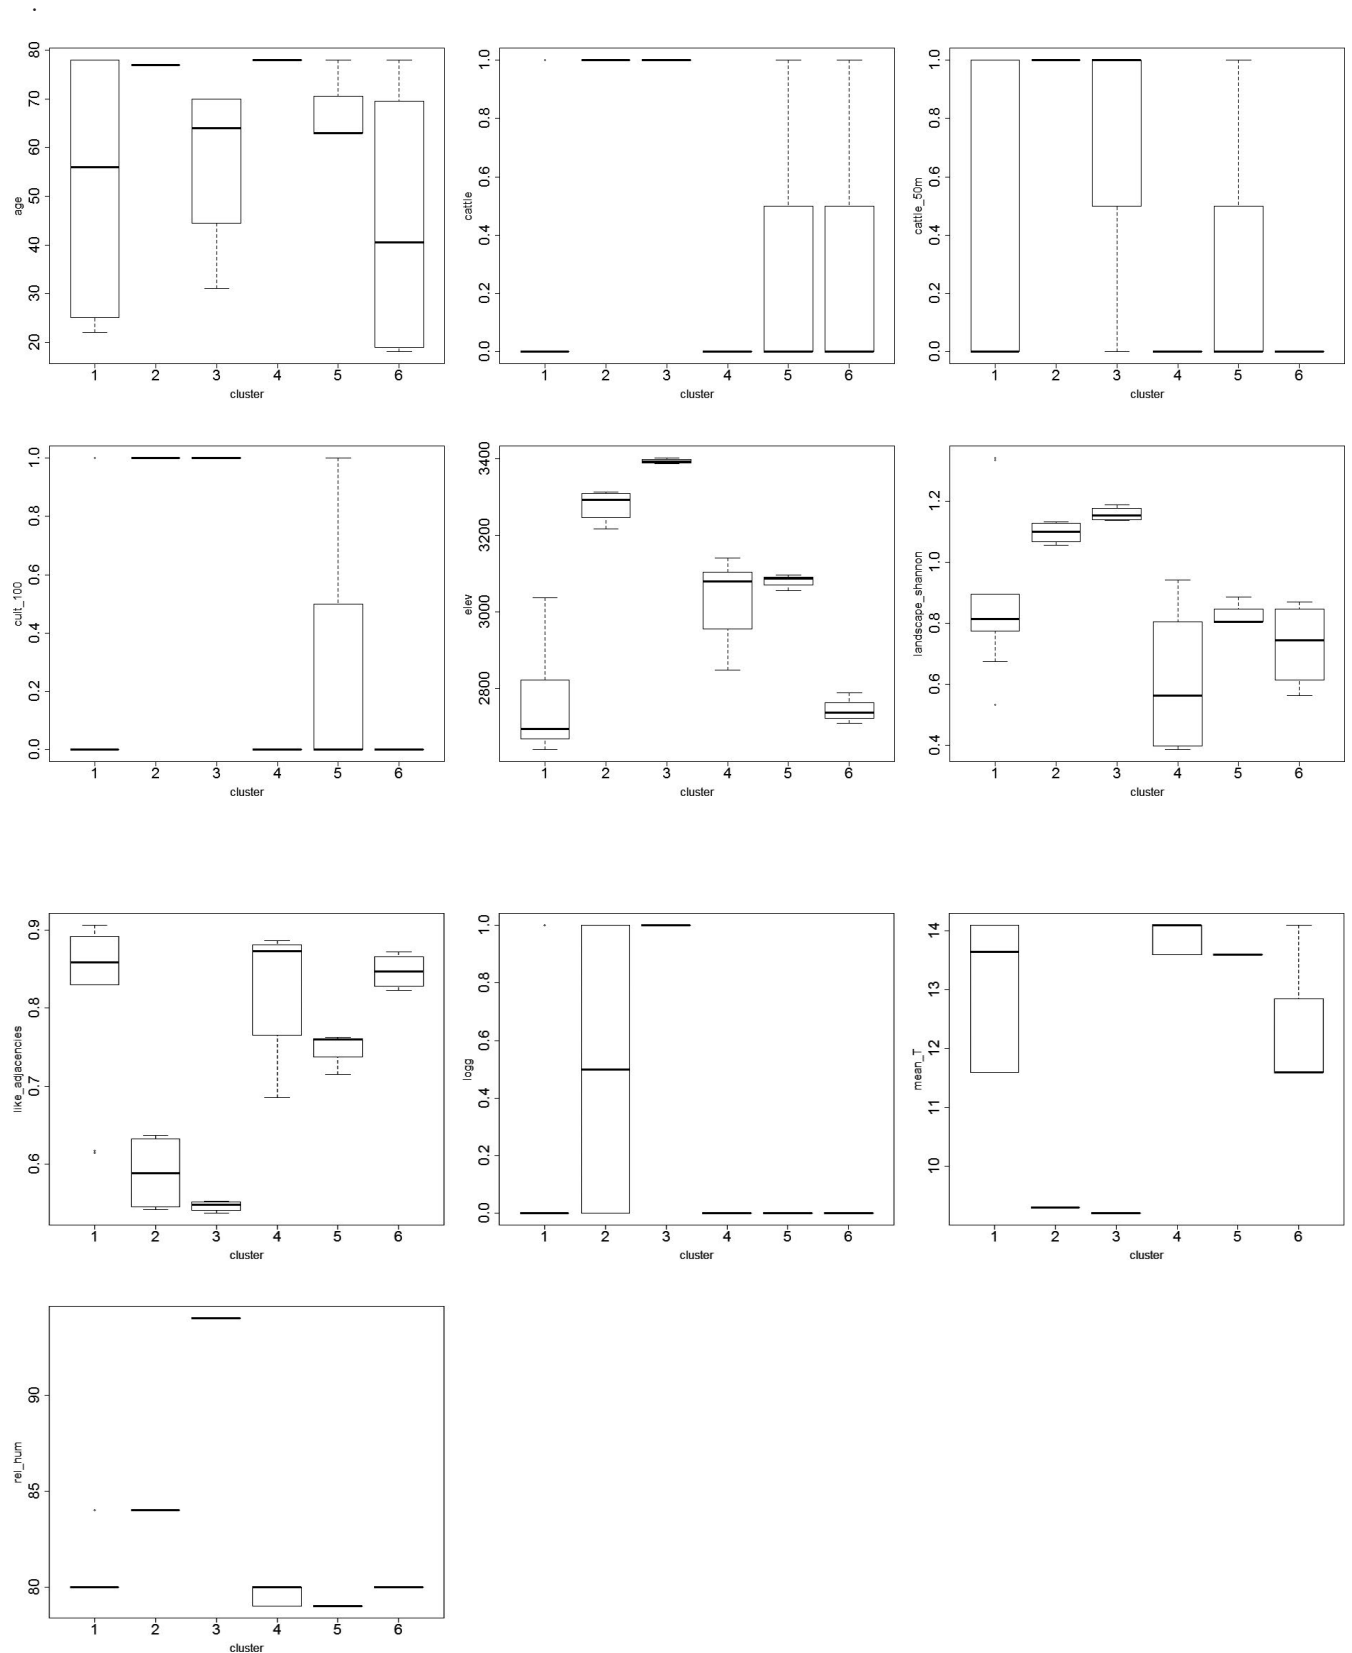 age
80
70
60
50
40
30
20
1 2 3 4 5 6
cluster
cattle
1.0
0.8
0.6
0.4
0.2
0.0
1 2 3 4 5 6
cluster
cattle_50m
1.0
0.8
0.6
0.4
0.2
0.0
1 2 3 4 5 6
cluster
cult_100
1.0
0.8
0.6
0.4
0.2
0.0
1 2 3 4 5 6
cluster
elev
3400
3200
3000
2800
1 2 3 4 5 6
cluster
landscape_shannon
1.2
1.0
0.8
0.6
0.4
1 2 3 4 5 6
cluster
like_adjacencies
0.9
0.8
0.7
0.6
1 2 3 4 5 6
cluster
logg
1.0
0.8
0.6
0.4
0.2
0.0
1 2 3 4 5 6
cluster
mean_T
14
13
12
11
10
1 2 3 4 5 6
cluster
rel_hum
90
85
80
1 2 3 4 5 6
cluster